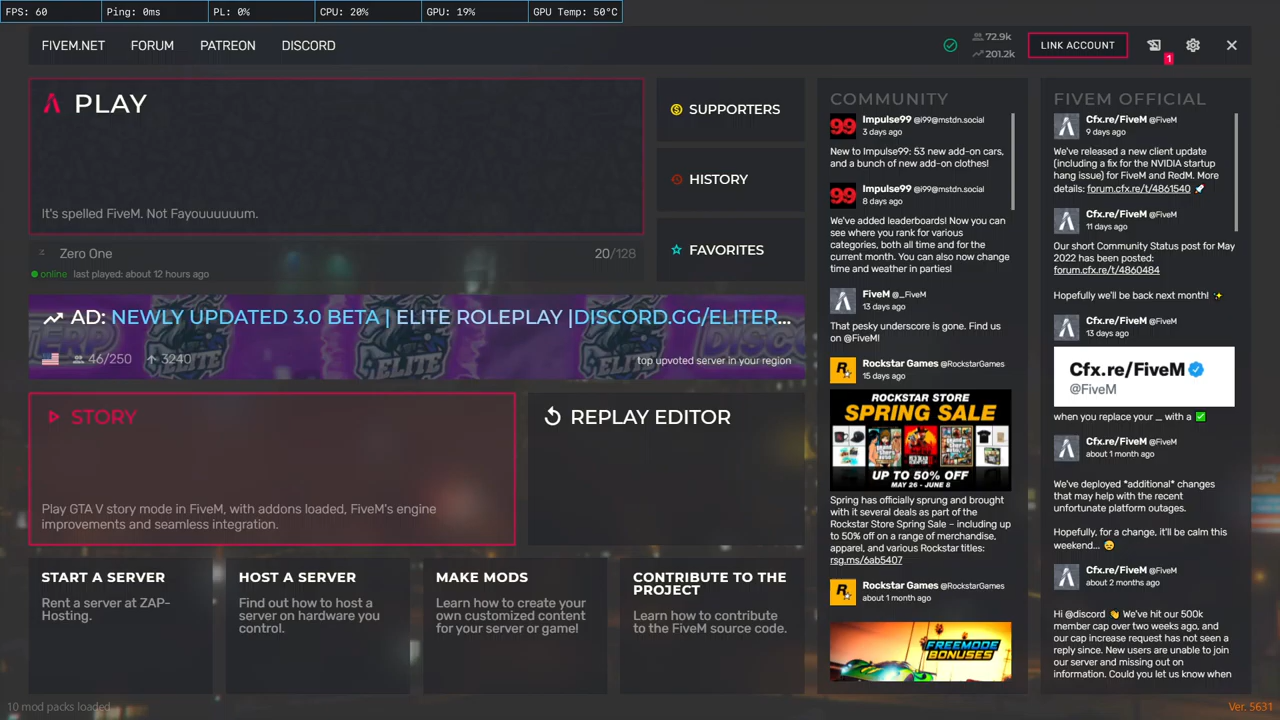 FPS: 60
Ping: 0ms
PL: 0%
CPU: 20%
GPU: 19%
GPU Temp: 50°C
FIVEM.NET
FORUM
PATREON
DISCORD
72.9k
201.2k
LINK ACCOUNT
1
PLAY
It's spelled FiveM. Not Fayouuuuuum.
Zero One
20/128
online
last played: about 12 hours ago
SUPPORTERS
HISTORY
FAVORITES
AD: NEWLY UPDATED 3.0 BETA | ELITE ROLEPLAY |DISCORD.GG/ELITER...
46/250
3240
top upvoted server in your region
ELITE
ELITE
ELITE
STORY
Play GTA V story mode in FiveM, with addons loaded, FiveM's engine
improvements and seamless integration.
REPLAY EDITOR
START A SERVER
Rent a server at ZAP-
Hosting.
HOST A SERVER
Find out how to host a
server on hardware you
control.
MAKE MODS
Learn how to create your
own customized content
for your server or game!
CONTRIBUTE TO THE
PROJECT
Learn how to contribute
to the FiveM source code.
COMMUNITY
99
Impulse99 @i99@mstdn.social
3 days ago
New to Impulse99: 53 new add-on cars,
and a bunch of new add-on clothes!
99
Impulse99 @i99@mstdn.social
8 days ago
We've added leaderboards! Now you can
see where you rank for various
categories, both all time and for the
current month. You can also now change
time and weather in parties!
FiveM @_FiveM
13 days ago
That pesky underscore is gone. Find us
on @FiveM!
Rockstar Games @RockstarGames
15 days ago
ROCKSTAR STORE
SPRING SALE
UP TO 50% OFF
MAY 26 - JUNE 8
Spring has officially sprung and brought
with it several deals as part of the
Rockstar Store Spring Sale – including up
to 50% off on a range of merchandise,
apparel, and various Rockstar titles:
rsg.ms/6ab5407
Rockstar Games @RockstarGames
about 1 month ago
FREEMODE
BONUSES
FIVEM OFFICIAL
Cfx.re/FiveM @FiveM
9 days ago
We've released a new client update
(including a fix for the NVIDIA startup
hang issue) for FiveM and RedM. More
details: forum.cfx.re/t/4861540 🚀
Cfx.re/FiveM @FiveM
11 days ago
Our short Community Status post for May
2022 has been posted:
forum.cfx.re/t/4860484
Hopefully we'll be back next month! ✨
Cfx.re/FiveM @FiveM
13 days ago
Cfx.re/FiveM
@FiveM
when you replace your _ with a ✅
Cfx.re/FiveM @FiveM
about 1 month ago
We've deployed *additional* changes
that may help with the recent
unfortunate platform outages.
Hopefully, for a change, it'll be calm this
weekend... 😥
Cfx.re/FiveM @FiveM
about 2 months ago
Hi @discord 👋 We've hit our 500k
member cap over two weeks ago, and
our cap increase request has not seen a
reply since. New users are unable to join
our server and missing out on
information. Could you let us know when
10 mod packs loaded
Ver. 5631